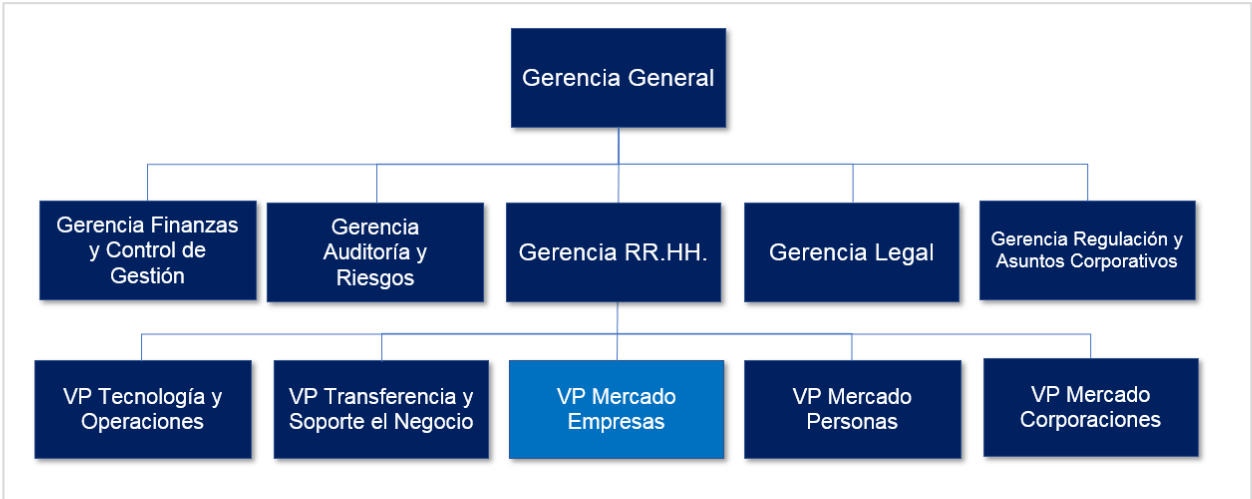 Gerencia General
Gerencia Finanzas
y Control de
Gestión
Gerencia
Auditoría y
Riesgos
Gerencia RR.HH.
Gerencia Legal
Gerencia Regulación y
Asuntos Corporativos
VP Tecnología y
Operaciones
VP Transferencia y
Soporte el Negocio
VP Mercado
Empresas
VP Mercado
Personas
VP Mercado
Corporaciones